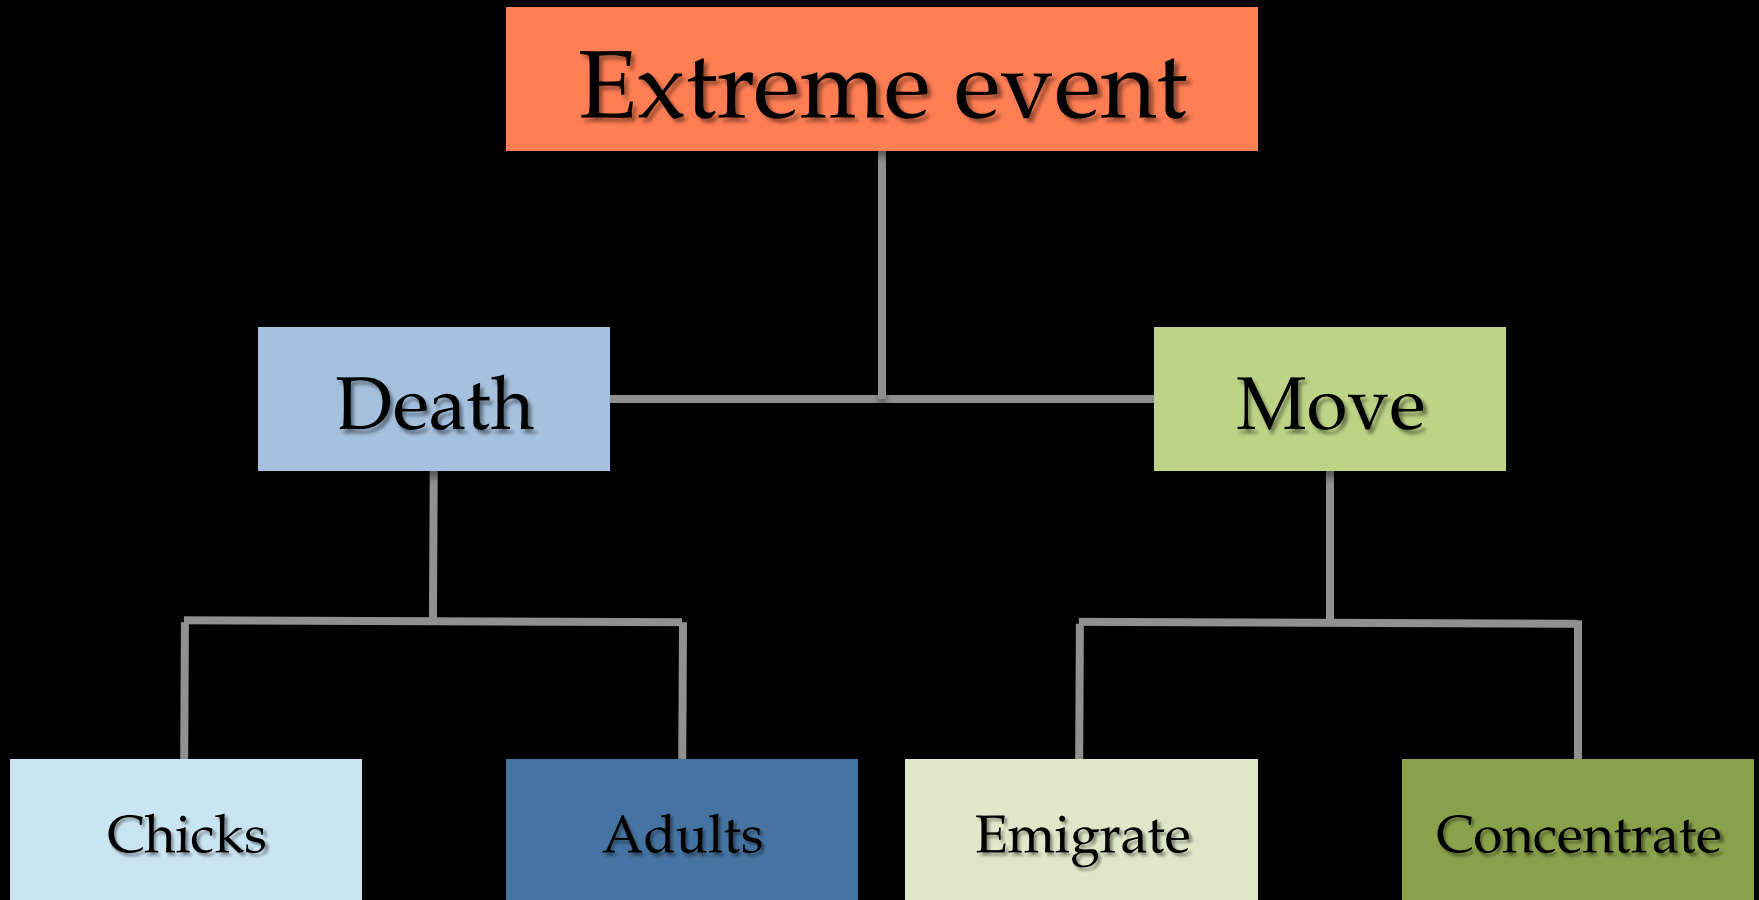 Extreme event
Death
Move
Chicks
Adults
Emigrate
Concentrate